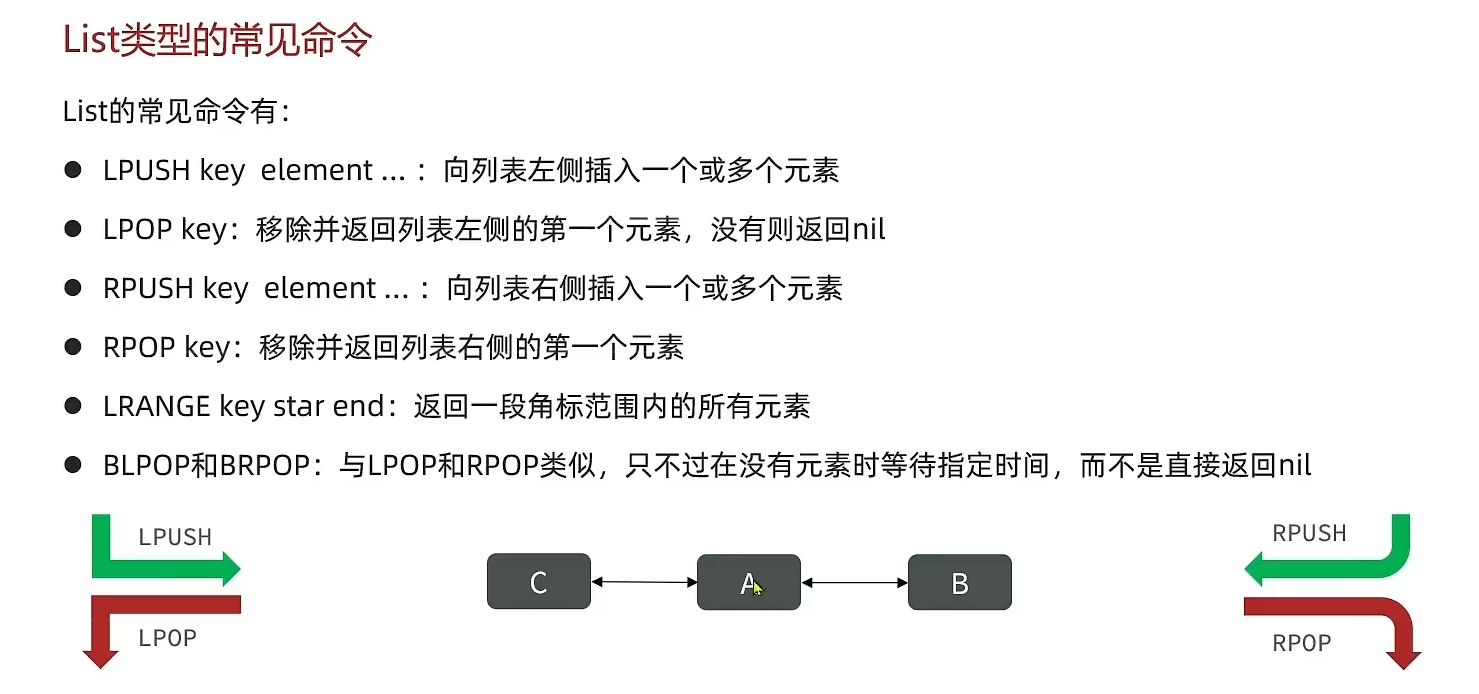 List类型的常见命令
List的常见命令有：
● LPUSH key  element ... ：向列表左侧插入一个或多个元素
● LPOP key：移除并返回列表左侧的第一个元素，没有则返回nil
● RPUSH key  element ... ：向列表右侧插入一个或多个元素
● RPOP key：移除并返回列表右侧的第一个元素
● LRANGE key star end：返回一段角标范围内的所有元素
● BLPOP和BRPOP：与LPOP和RPOP类似，只不过在没有元素时等待指定时间，而不是直接返回nil
LPUSH
LPOP
C
A
B
RPUSH
RPOP